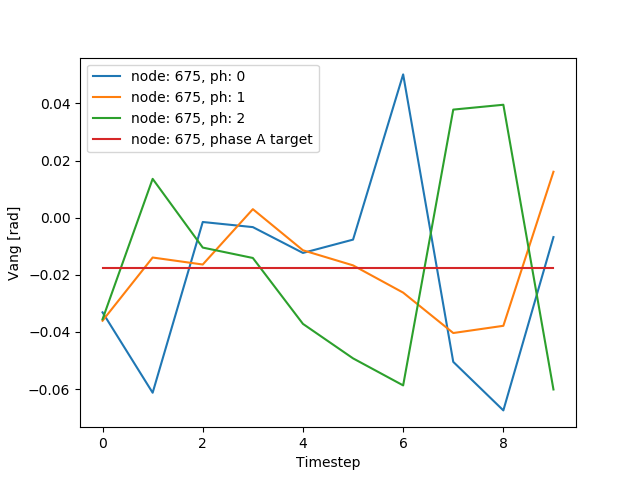 node: 675, ph: 0
node: 675, ph: 1
node: 675, ph: 2
node: 675, phase A target
Vang [rad]
0.04
0.02
0.00
−0.02
−0.04
−0.06
0 2 4 6 8
Timestep